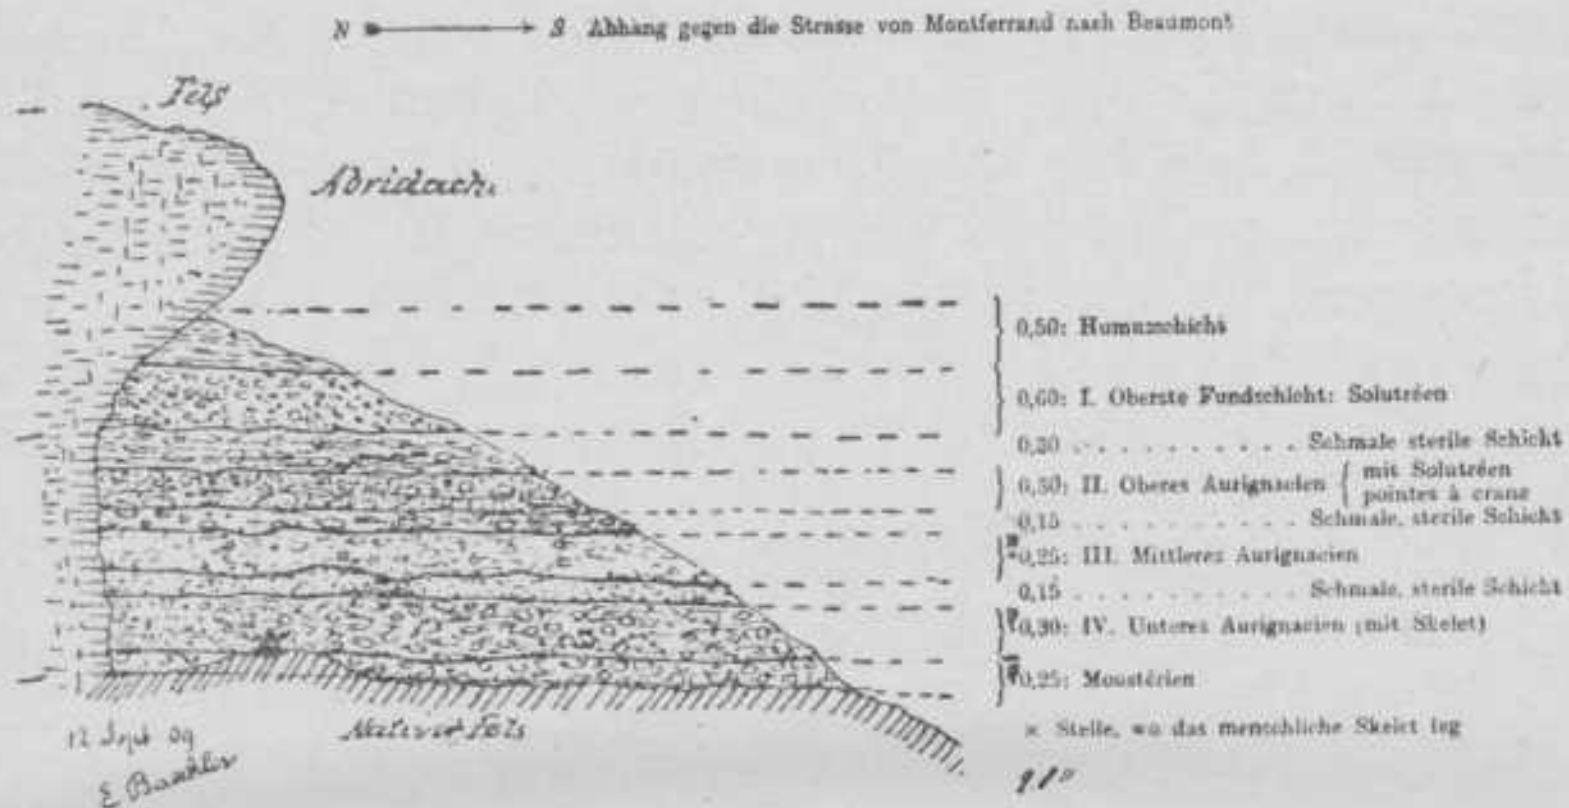 N S Abhang gegen die Strasse von Montferrand nach Beaumont
Fels
Abridach.
0,50: Humusschicht
0,60: I. Oberste Fundschicht: Solutréen
0,30 . . . . . . . . . . Schmale sterile Schicht
0,30: II. Oberes Aurignacien { mit Solutréen
pointes à crane
0,15 . . . . . . . . . . Schmale, sterile Schicht
0,25: III. Mittleres Aurignacien
0,15 . . . . . . . . . . Schmale, sterile Schicht
0,30: IV. Unteres Aurignacien (mit Skelet)
0,25: Moustérien
× Stelle, wo das menschliche Skelet lag
12 Sept 09
E Baechler
Fels